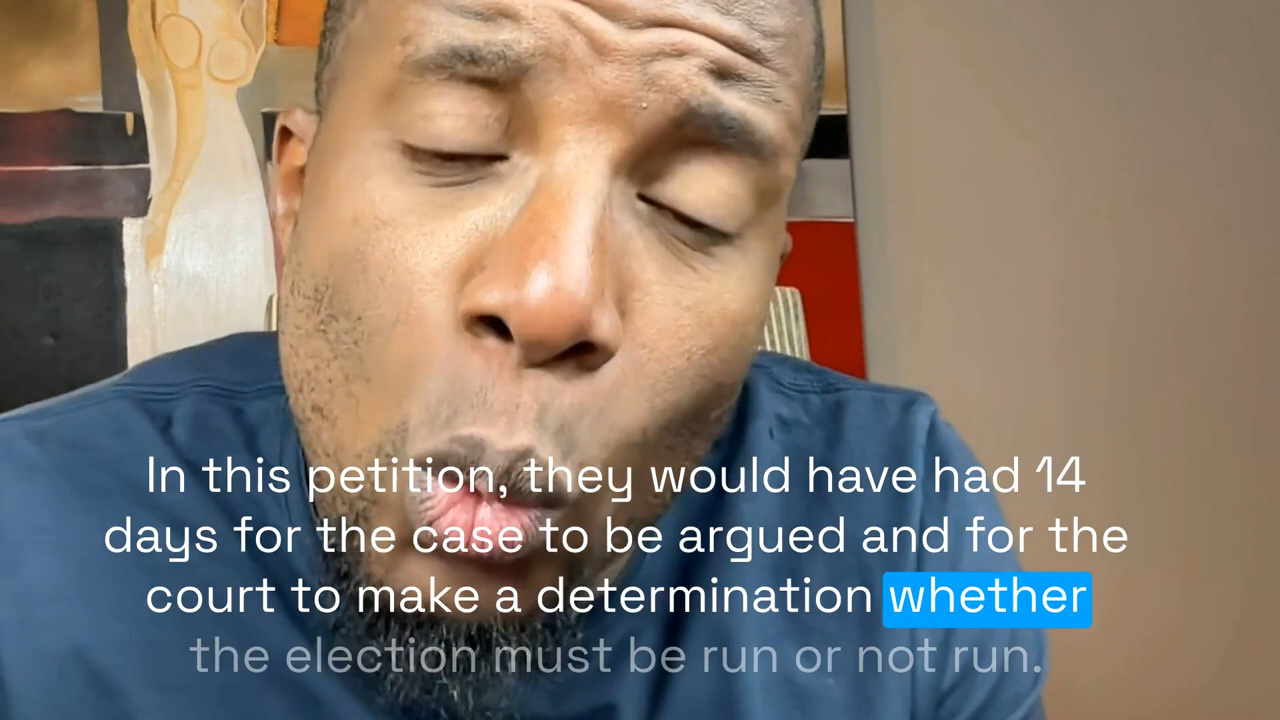 In this petition, they would have had 14
days for the case to be argued and for the
court to make a determination whether
the election must be run or not run.